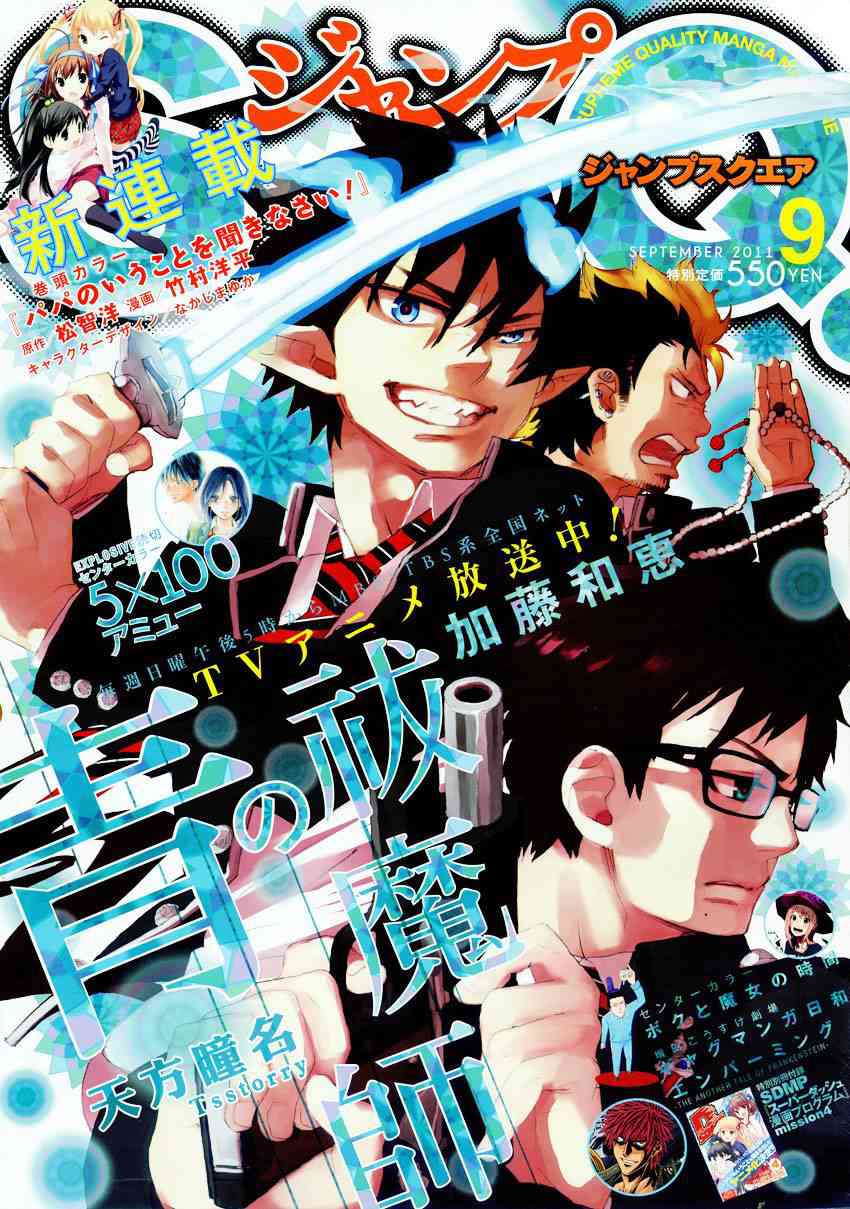 ジャンプ
SUPREME QUALITY MANGA
ジャンプスクエア
9
SEPTEMBER 2011
特別定価550YEN
新連載
巻頭カラー
『パパのいうことを聞きなさい!』
原作 松智洋 漫画 竹村洋平
キャラクターデザイン なかじまゆか
EXPLOSIVE読切
センターカラー
5×100
アミュー
毎週日曜午後5時からMBS・TBS系全国ネット
TVアニメ放送中!
加藤和恵
青の祓魔師
天方瞳名
Tsstorry
センターカラー
ボクと魔女の時間
増田こうすけ劇場
ギャグマンガ日和
エンバーミング
-THE ANOTHER TALE OF FRANKENSTEIN-
特別別冊付録
SDMP
[スーパーダッシュ
漫画プログラム]
mission4